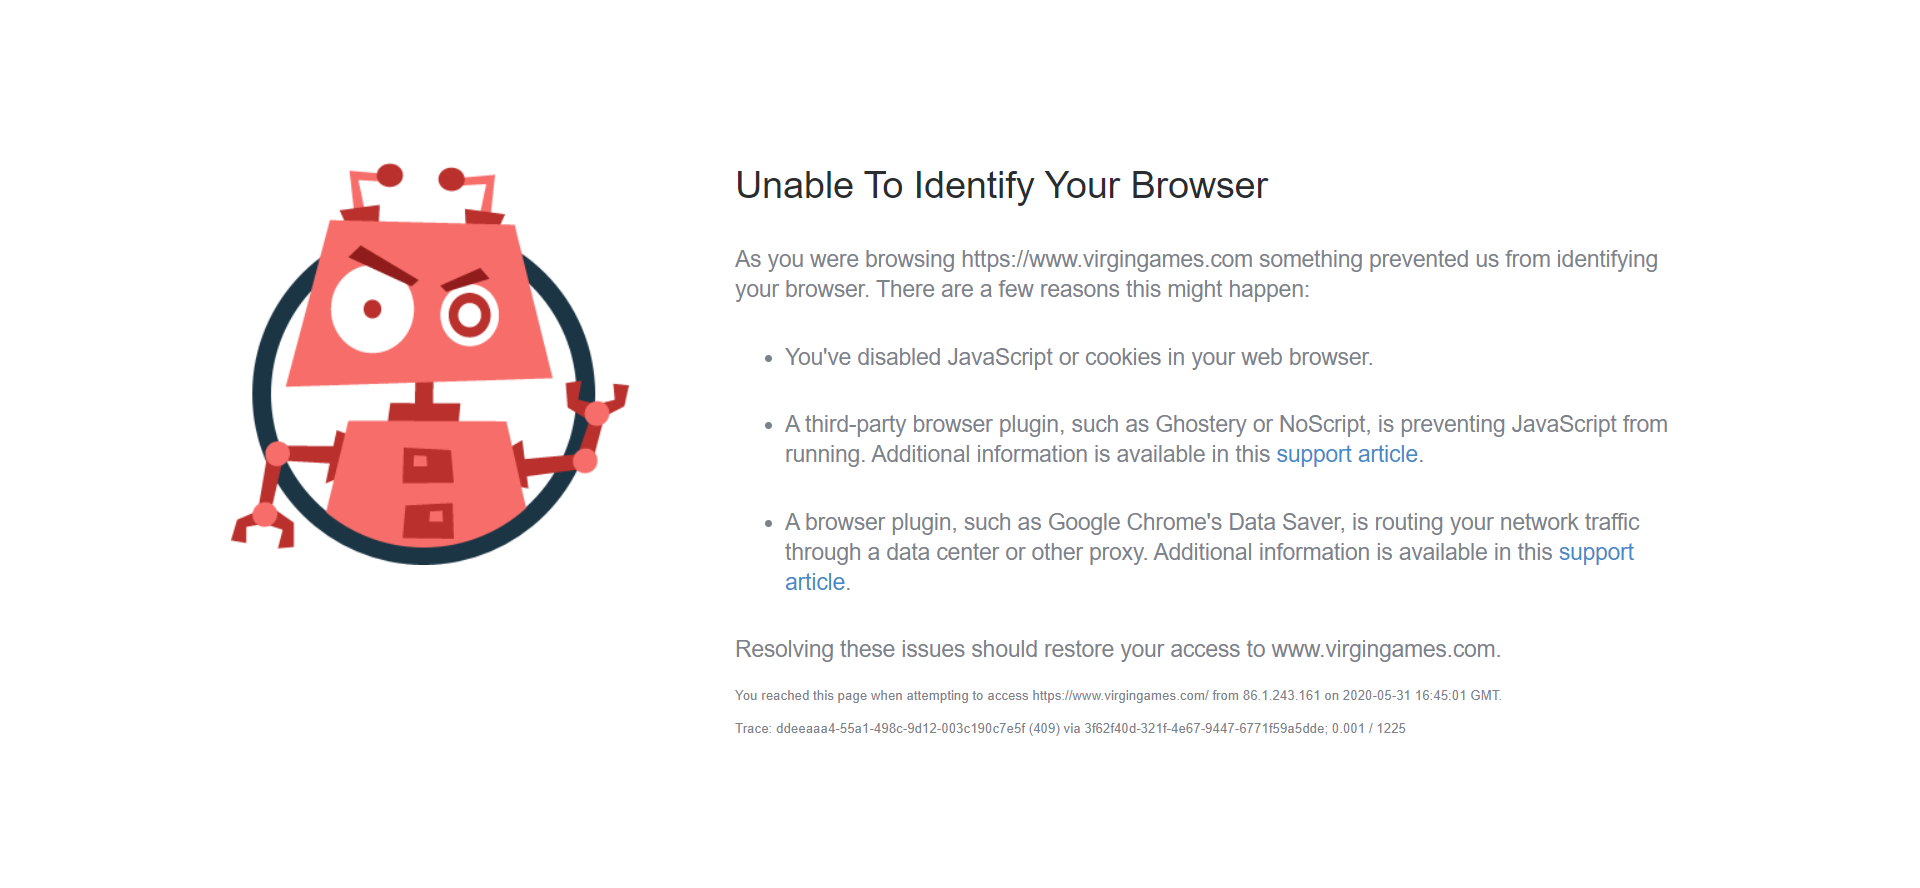 Unable To Identify Your Browser
As you were browsing https://www.virgingames.com something prevented us from identifying
your browser. There are a few reasons this might happen:
You've disabled JavaScript or cookies in your web browser.
A third-party browser plugin, such as Ghostery or NoScript, is preventing JavaScript from
running. Additional information is available in this support article.
A browser plugin, such as Google Chrome's Data Saver, is routing your network traffic
through a data center or other proxy. Additional information is available in this support
article.
Resolving these issues should restore your access to www.virgingames.com.
You reached this page when attempting to access https://www.virgingames.com/ from 86.1.243.161 on 2020-05-31 16:45:01 GMT.
Trace: ddeeaaa4-55a1-498c-9d12-003c190c7e5f (409) via 3f62f40d-321f-4e67-9447-6771f59a5dde; 0.001 / 1225